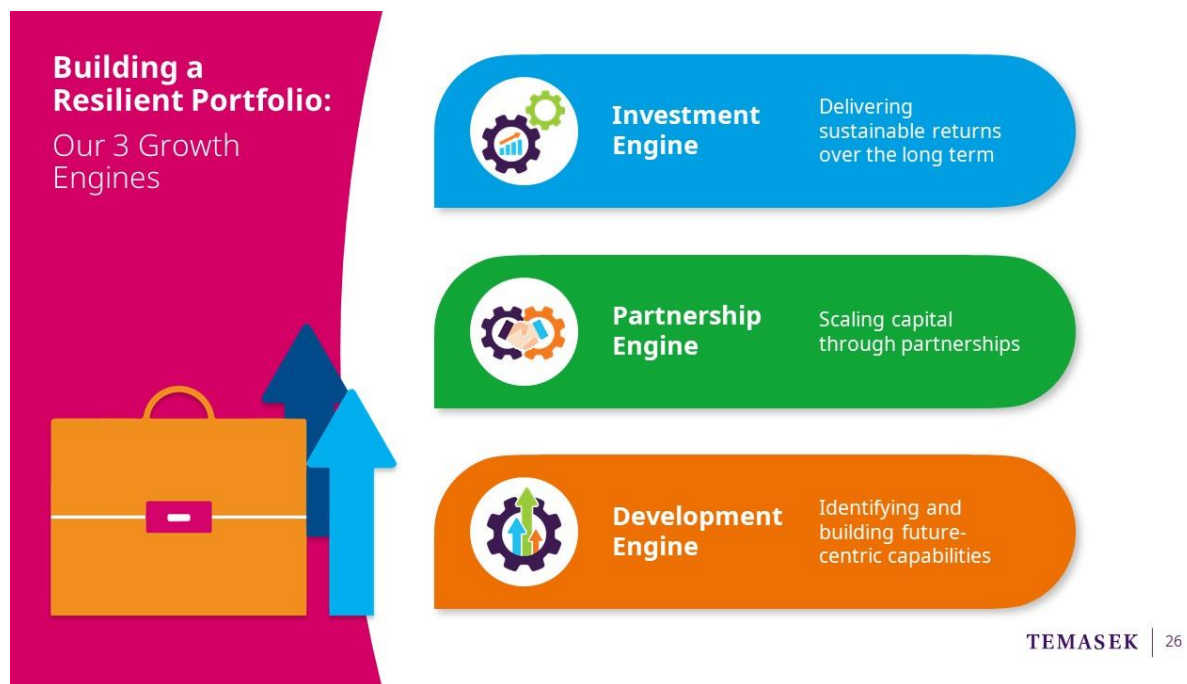 Building a
Resilient Portfolio:
Our 3 Growth
Engines
Investment
Engine
Delivering
sustainable returns
over the long term
Partnership
Engine
Scaling capital
through partnerships
Development
Engine
Identifying and
building future-
centric capabilities
TEMASEK
26